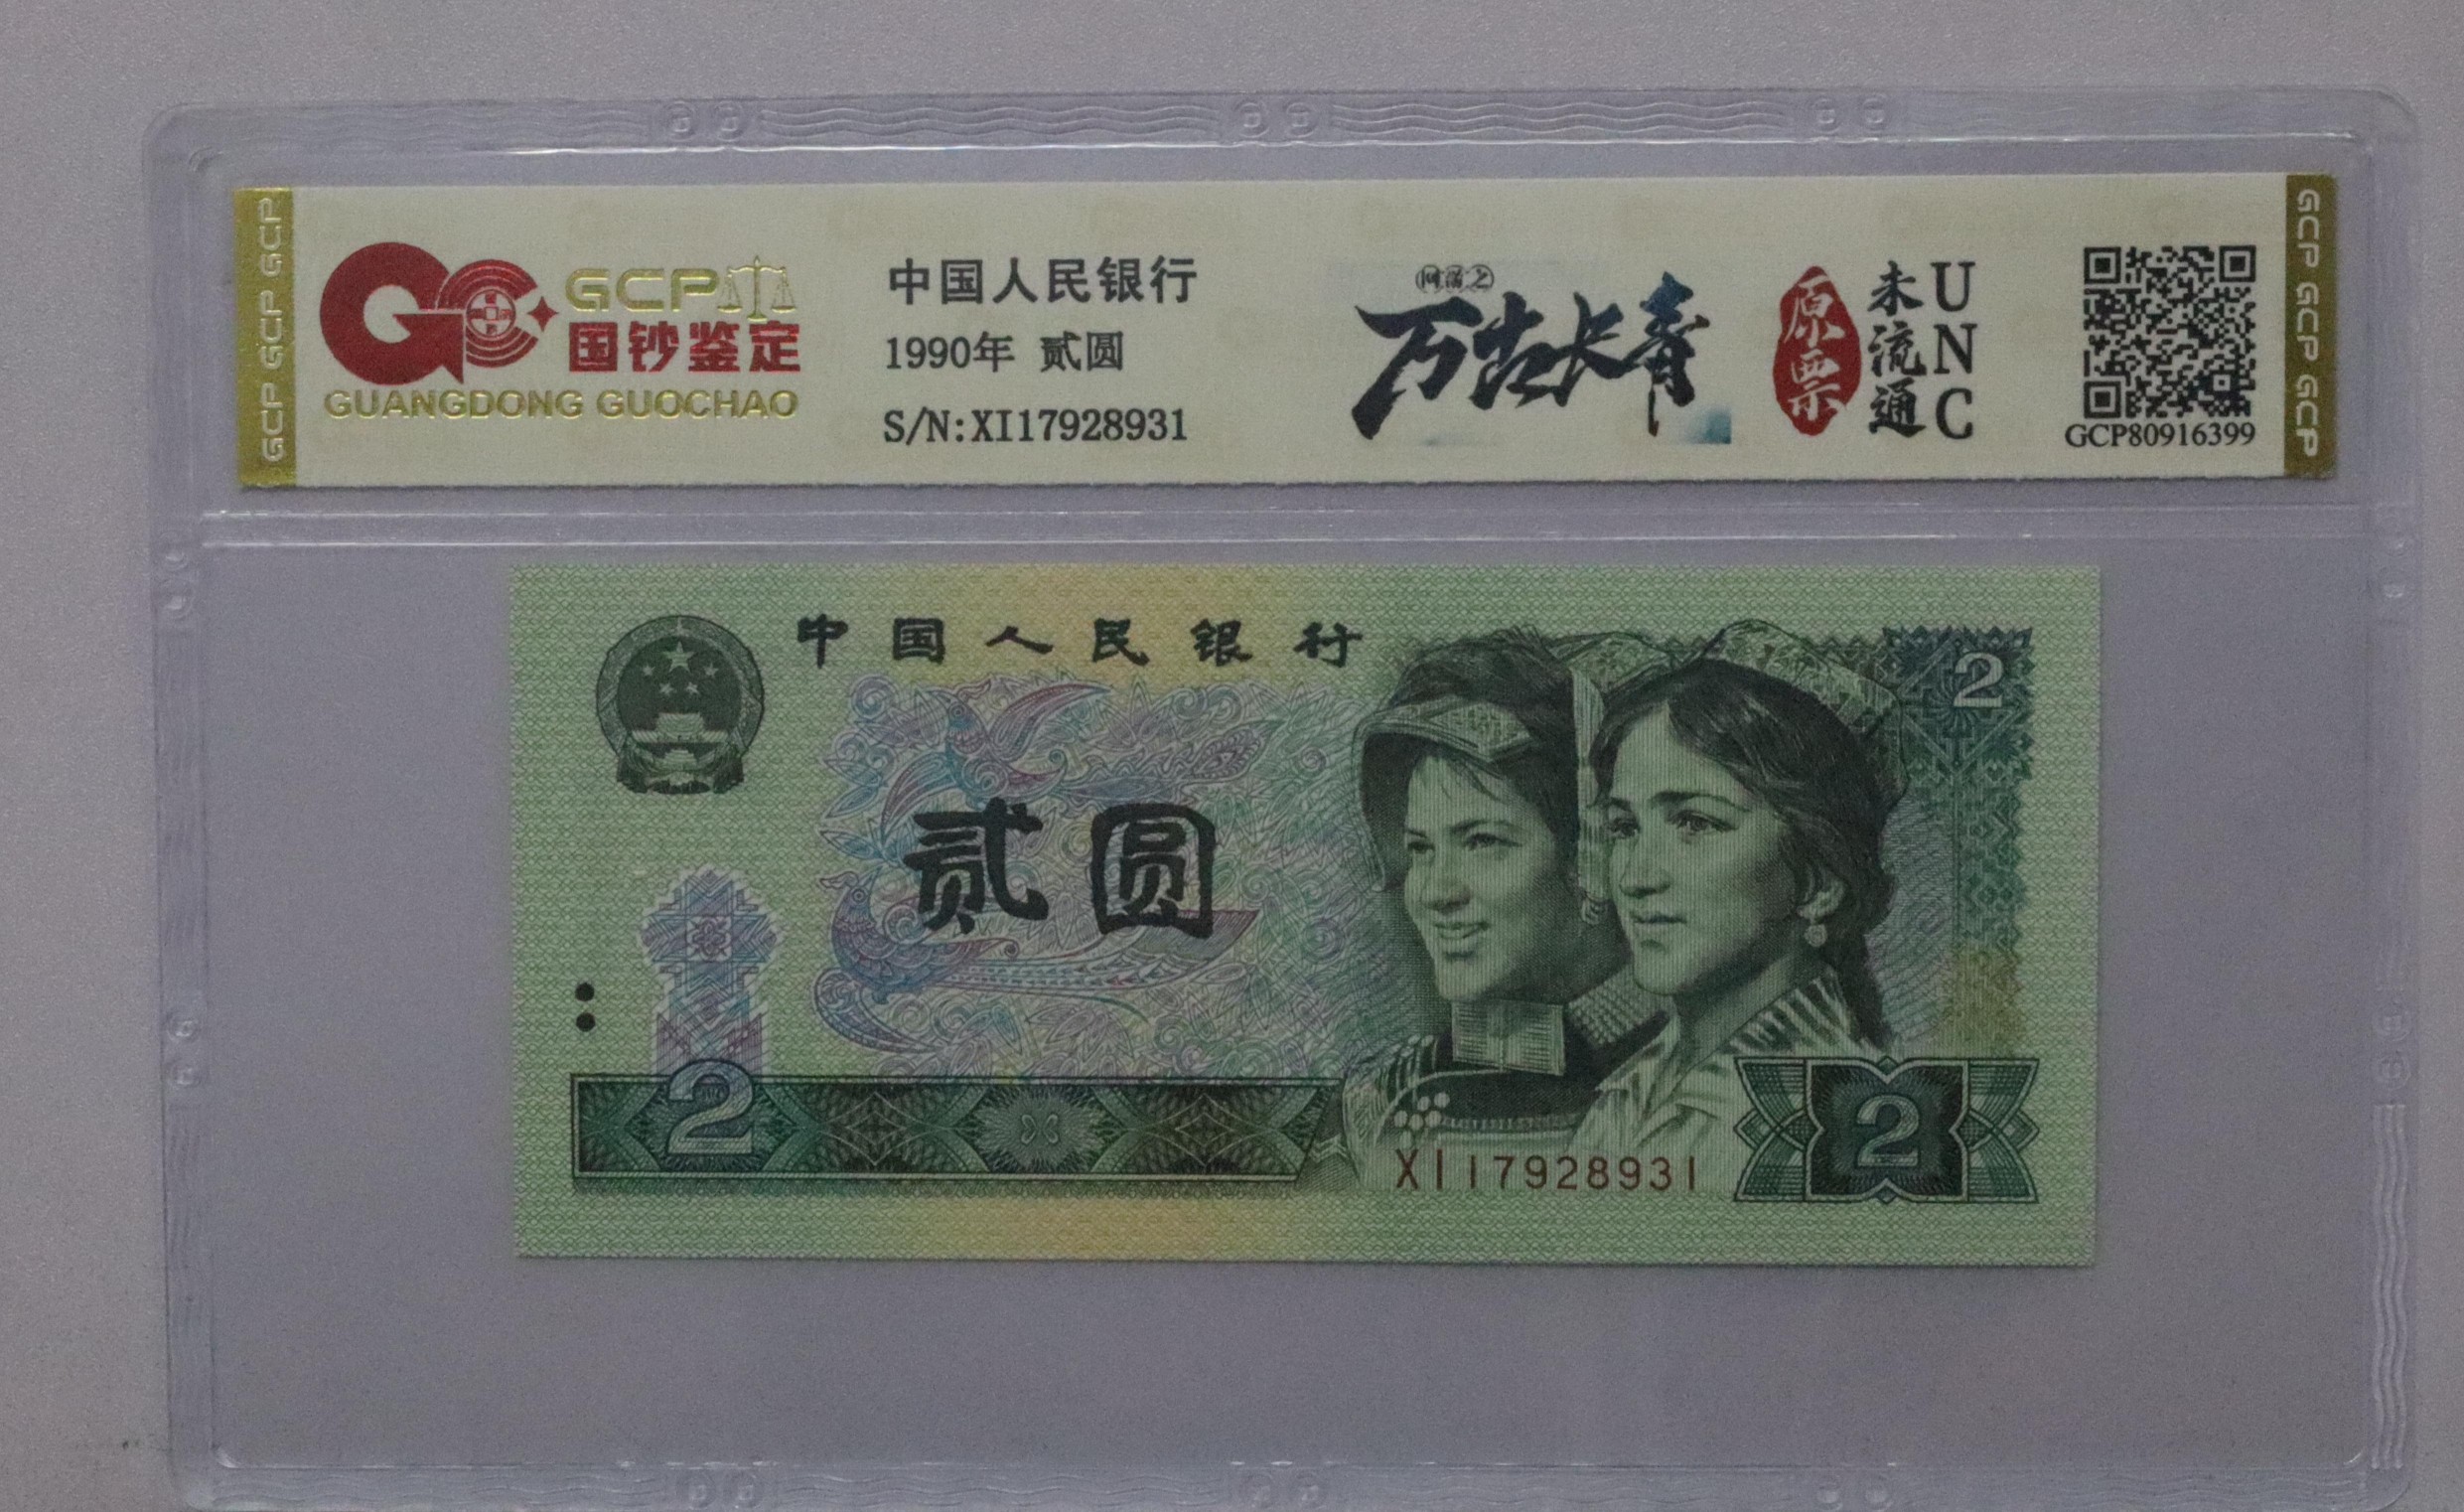 GCP GCP GCP
GCP
国钞鉴定
GUANGDONG GUOCHAO
中国人民银行
1990年 贰圆
S/N:XI17928931
万古长青
原票
未流通
UNC
GCP80916399
GCP GCP GCP
中国人民银行
2
贰圆
2
2
XI17928931